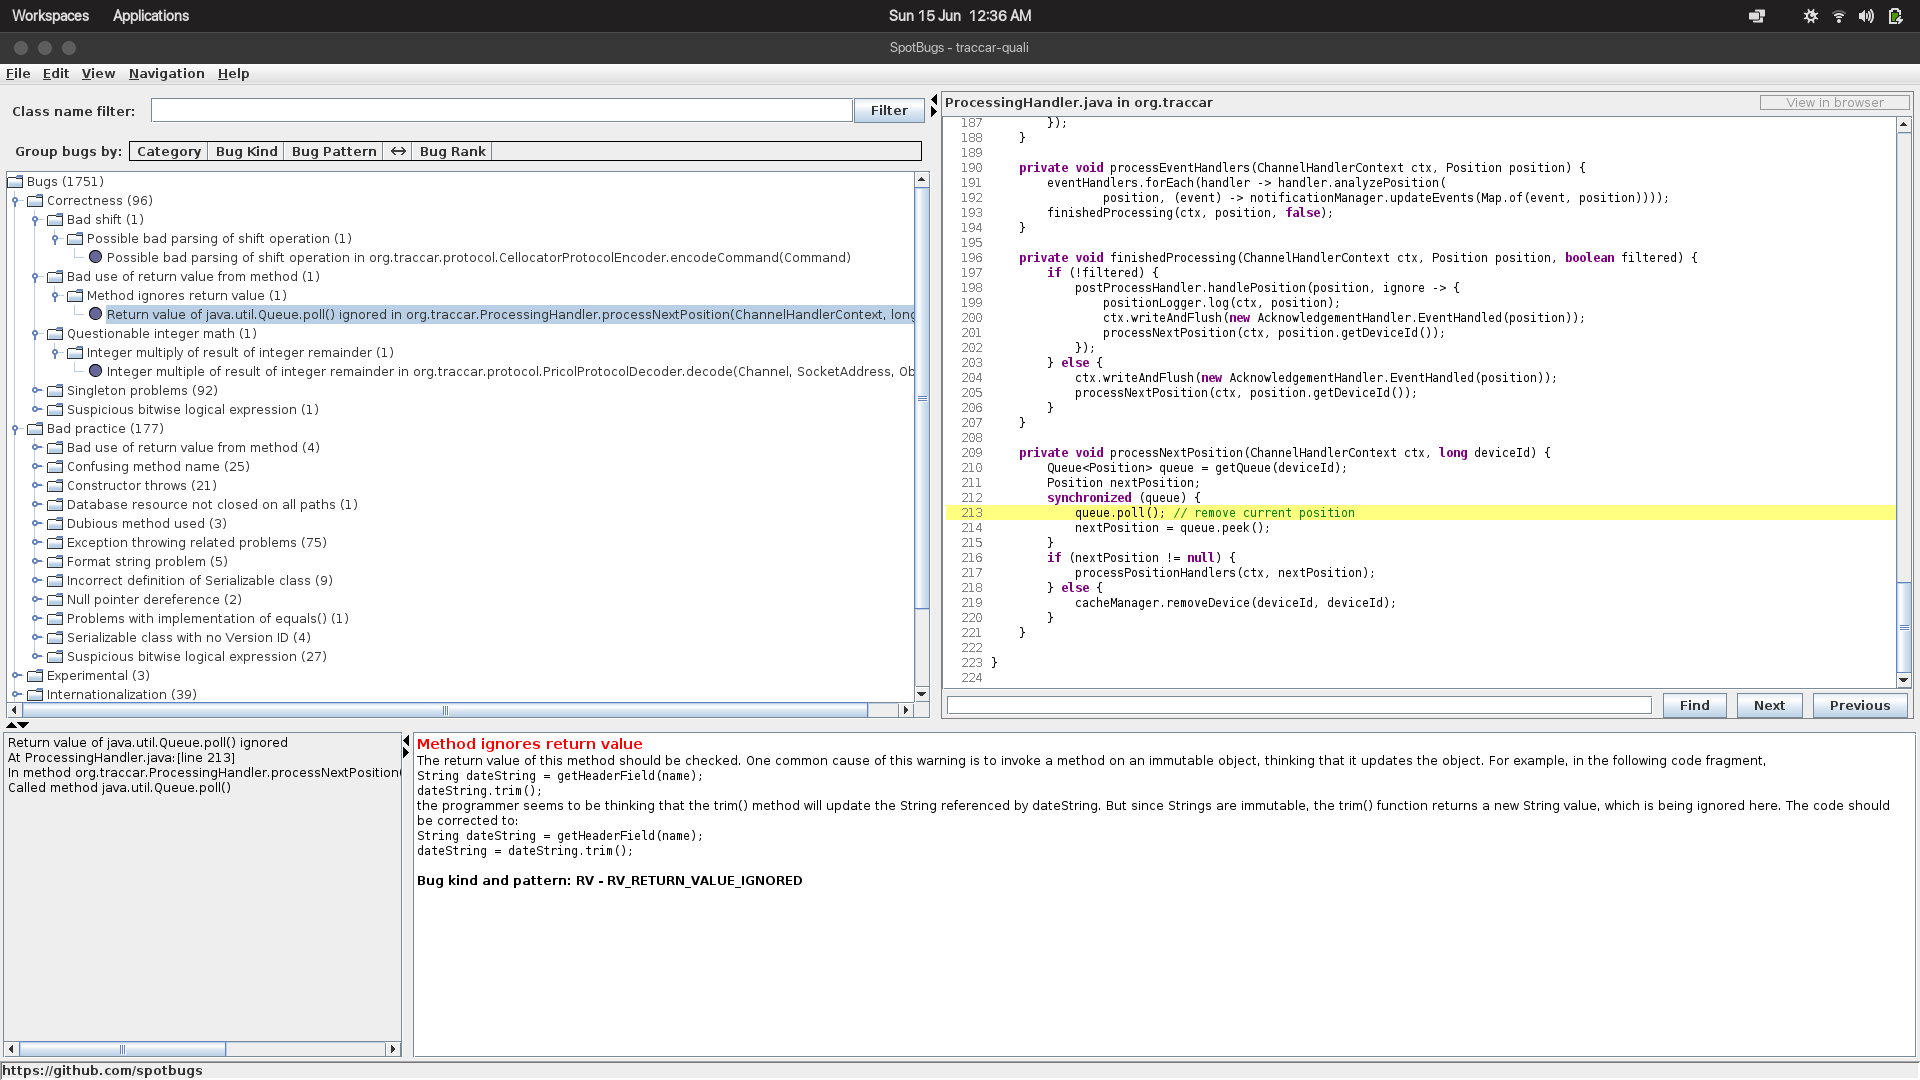 Workspaces Applications Sun 15 Jun 12:36 AM
SpotBugs - traccar-quali
File Edit View Navigation Help
Class name filter: Filter
Group bugs by: Category Bug Kind Bug Pattern ↔ Bug Rank
Bugs (1751)
Correctness (96)
Bad shift (1)
Possible bad parsing of shift operation (1)
Possible bad parsing of shift operation in org.traccar.protocol.CellocatorProtocolEncoder.encodeCommand(Command)
Bad use of return value from method (1)
Method ignores return value (1)
Return value of java.util.Queue.poll() ignored in org.traccar.ProcessingHandler.processNextPosition(ChannelHandlerContext, long
Questionable integer math (1)
Integer multiply of result of integer remainder (1)
Integer multiple of result of integer remainder in org.traccar.protocol.PricolProtocolDecoder.decode(Channel, SocketAddress, Ob
Singleton problems (92)
Suspicious bitwise logical expression (1)
Bad practice (177)
Bad use of return value from method (4)
Confusing method name (25)
Constructor throws (21)
Database resource not closed on all paths (1)
Dubious method used (3)
Exception throwing related problems (75)
Format string problem (5)
Incorrect definition of Serializable class (9)
Null pointer dereference (2)
Problems with implementation of equals() (1)
Serializable class with no Version ID (4)
Suspicious bitwise logical expression (27)
Experimental (3)
Internationalization (39)
ProcessingHandler.java in org.traccar View in browser
187         });
188     }
189
190     private void processEventHandlers(ChannelHandlerContext ctx, Position position) {
191         eventHandlers.forEach(handler -> handler.analyzePosition(
192                 position, (event) -> notificationManager.updateEvents(Map.of(event, position))));
193         finishedProcessing(ctx, position, false);
194     }
195
196     private void finishedProcessing(ChannelHandlerContext ctx, Position position, boolean filtered) {
197         if (!filtered) {
198             postProcessHandler.handlePosition(position, ignore -> {
199                 positionLogger.log(ctx, position);
200                 ctx.writeAndFlush(new AcknowledgementHandler.EventHandled(position));
201                 processNextPosition(ctx, position.getDeviceId());
202             });
203         } else {
204             ctx.writeAndFlush(new AcknowledgementHandler.EventHandled(position));
205             processNextPosition(ctx, position.getDeviceId());
206         }
207     }
208
209     private void processNextPosition(ChannelHandlerContext ctx, long deviceId) {
210         Queue<Position> queue = getQueue(deviceId);
211         Position nextPosition;
212         synchronized (queue) {
213             queue.poll(); // remove current position
214             nextPosition = queue.peek();
215         }
216         if (nextPosition != null) {
217             processPositionHandlers(ctx, nextPosition);
218         } else {
219             cacheManager.removeDevice(deviceId, deviceId);
220         }
221     }
222
223 }
224
Find Next Previous
Return value of java.util.Queue.poll() ignored
At ProcessingHandler.java:[line 213]
In method org.traccar.ProcessingHandler.processNextPosition(
Called method java.util.Queue.poll()
Method ignores return value
The return value of this method should be checked. One common cause of this warning is to invoke a method on an immutable object, thinking that it updates the object. For example, in the following code fragment,
String dateString = getHeaderField(name);
dateString.trim();
the programmer seems to be thinking that the trim() method will update the String referenced by dateString. But since Strings are immutable, the trim() function returns a new String value, which is being ignored here. The code should
be corrected to:
String dateString = getHeaderField(name);
dateString = dateString.trim();
Bug kind and pattern: RV - RV_RETURN_VALUE_IGNORED
https://github.com/spotbugs